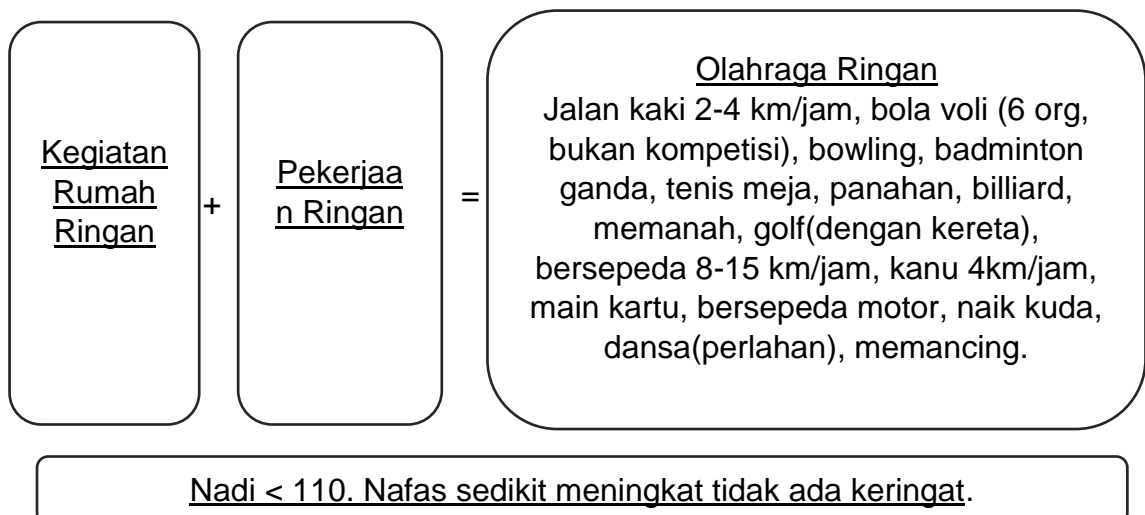 Kegiatan
Rumah
Ringan
+
Pekerjaa
n Ringan
=
Olahraga Ringan
Jalan kaki 2-4 km/jam, bola voli (6 org,
bukan kompetisi), bowling, badminton
ganda, tenis meja, panahan, billiard,
memanah, golf(dengan kereta),
bersepeda 8-15 km/jam, kanu 4km/jam,
main kartu, bersepeda motor, naik kuda,
dansa(perlahan), memancing.
Nadi < 110. Nafas sedikit meningkat tidak ada keringat.